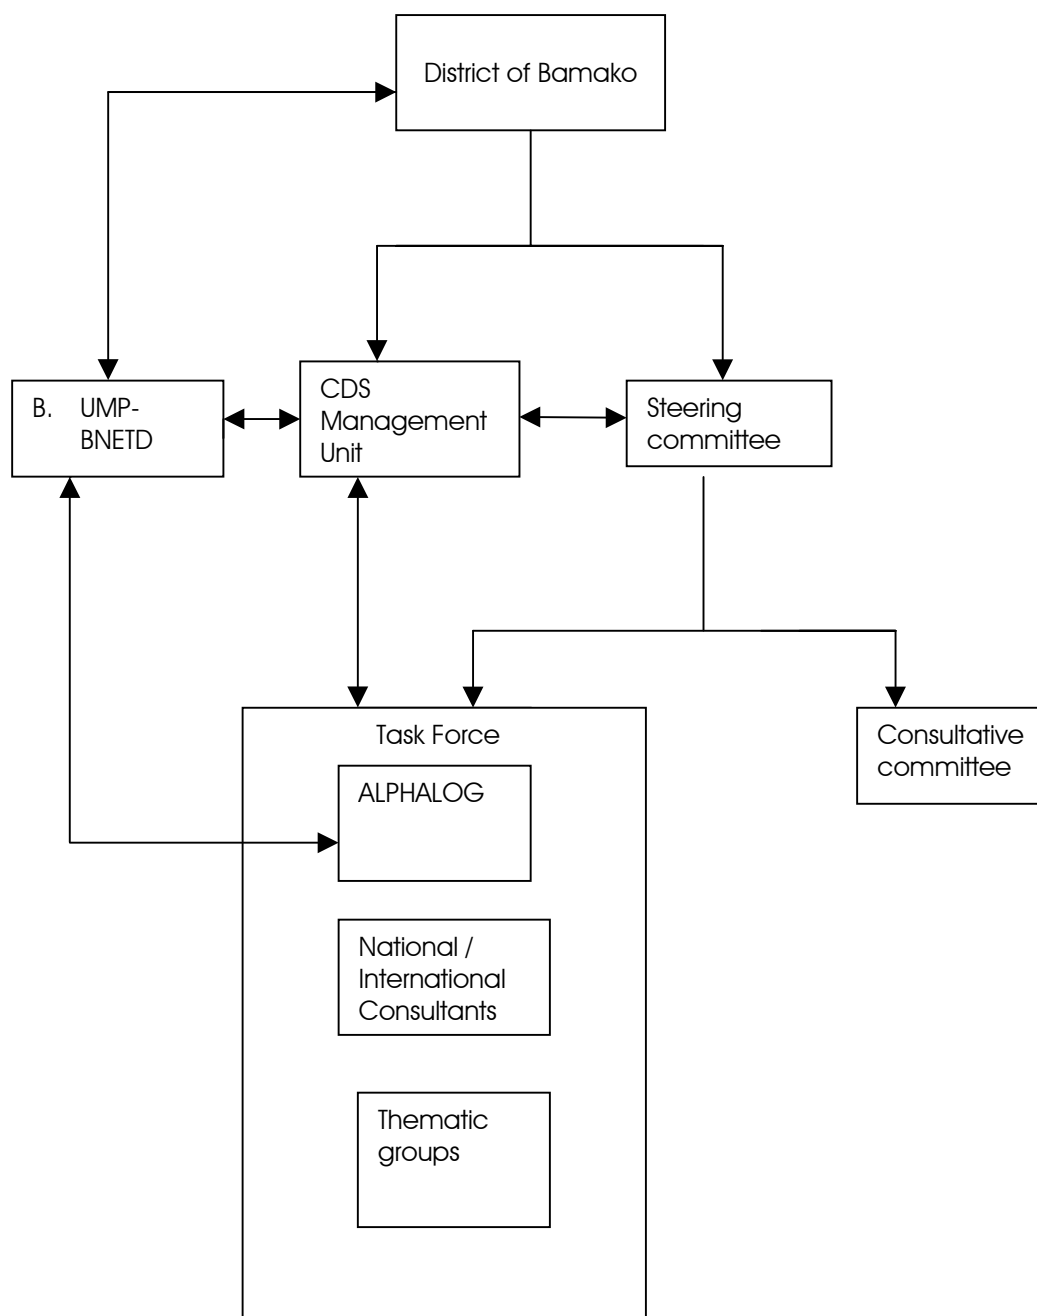 District of Bamako
B. UMP-
BNETD
CDS
Management
Unit
Steering
committee
Task Force
ALPHALOG
National /
International
Consultants
Thematic
groups
Consultative
committee